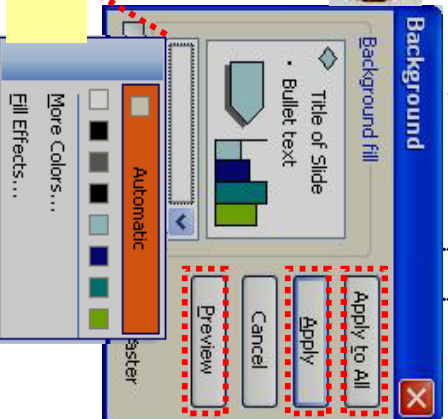 Background
Background fill
Title of Slide
• Bullet text
Apply to All
Apply
Cancel
Preview
Automatic
More Colors...
Fill Effects...